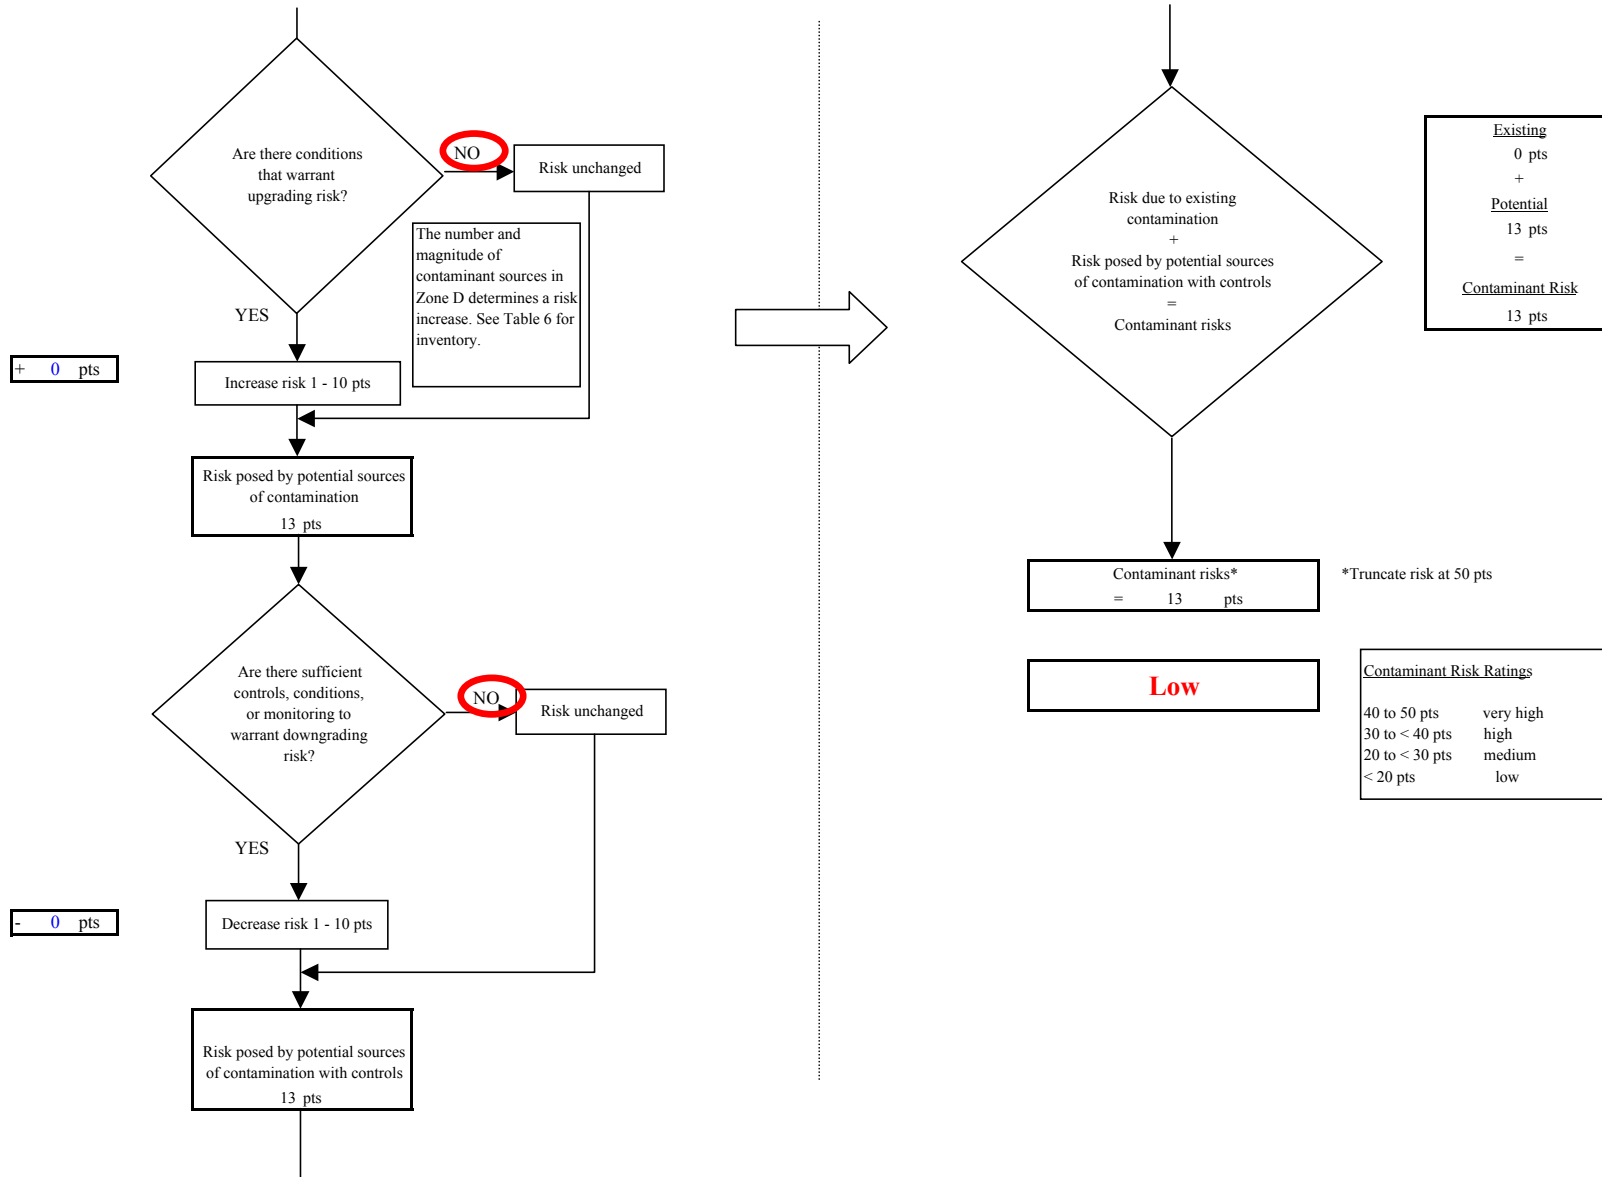 Are there conditions
that warrant
upgrading risk?
NO
Risk unchanged
The number and
magnitude of
contaminant sources in
Zone D determines a risk
increase. See Table 6 for
inventory.
YES
+ 0 pts
Increase risk 1 - 10 pts
Risk posed by potential sources
of contamination
13 pts
Are there sufficient
controls, conditions,
or monitoring to
warrant downgrading
risk?
NO
Risk unchanged
YES
- 0 pts
Decrease risk 1 - 10 pts
Risk posed by potential sources
of contamination with controls
13 pts
Risk due to existing
contamination
+
Risk posed by potential sources
of contamination with controls
=
Contaminant risks
Existing
0 pts
+
Potential
13 pts
=
Contaminant Risk
13 pts
Contaminant risks*
= 13 pts
*Truncate risk at 50 pts
Low
Contaminant Risk Ratings
40 to 50 pts very high
30 to < 40 pts high
20 to < 30 pts medium
< 20 pts low